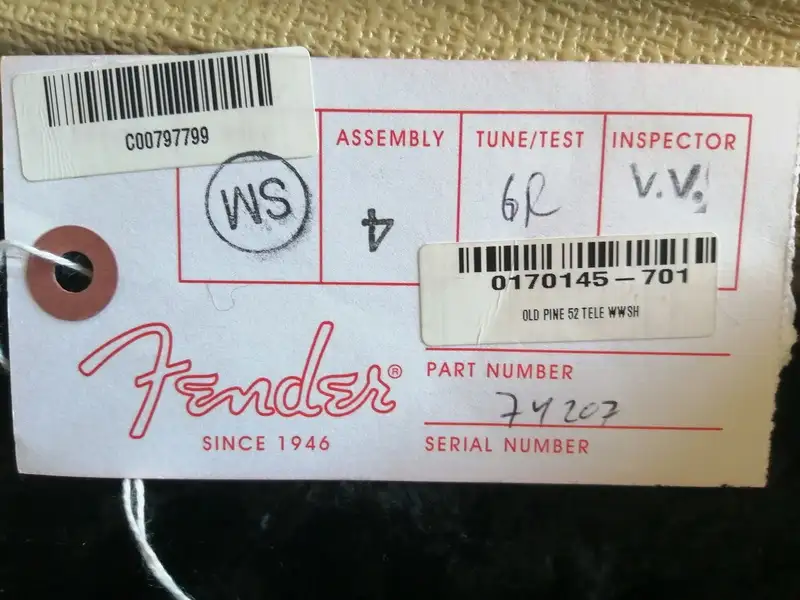 C00797799
ASSEMBLY
TUNE/TEST
INSPECTOR
SM
4
GR
V.V.
0170145-701
OLD PINE 52 TELE WWSH
Fender®
SINCE 1946
PART NUMBER
74207
SERIAL NUMBER